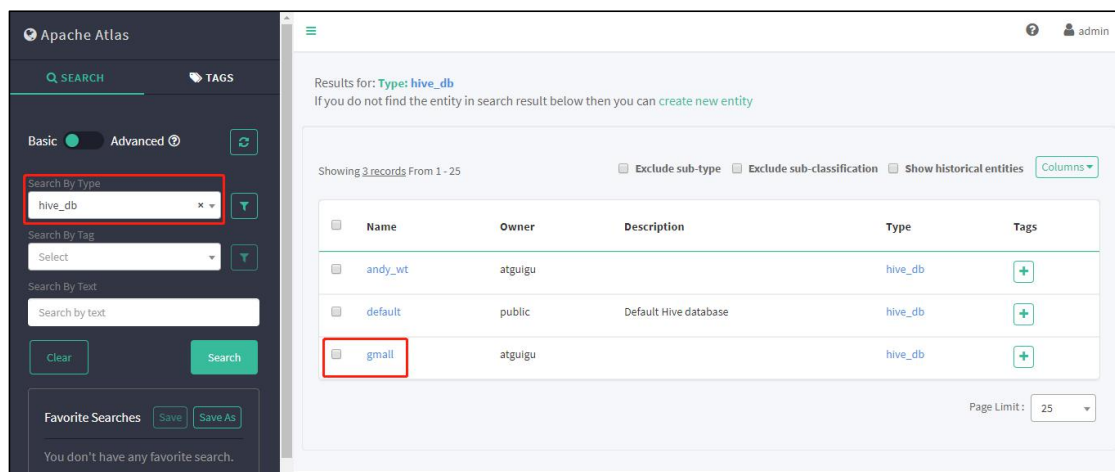 Apache Atlas
admin
SEARCH
TAGS
Results for: Type: hive_db
If you do not find the entity in search result below then you can create new entity
Basic Advanced
Showing 3 records From 1 - 25
Exclude sub-type Exclude sub-classification Show historical entities Columns
Search By Type
hive_db
Search By Tag
Select
Search By Text
Search by text
Clear Search
Name Owner Description Type Tags
andy_wt atguigu hive_db
default public Default Hive database hive_db
gmall atguigu hive_db
Page Limit : 25
Favorite Searches Save Save As
You don't have any favorite search.